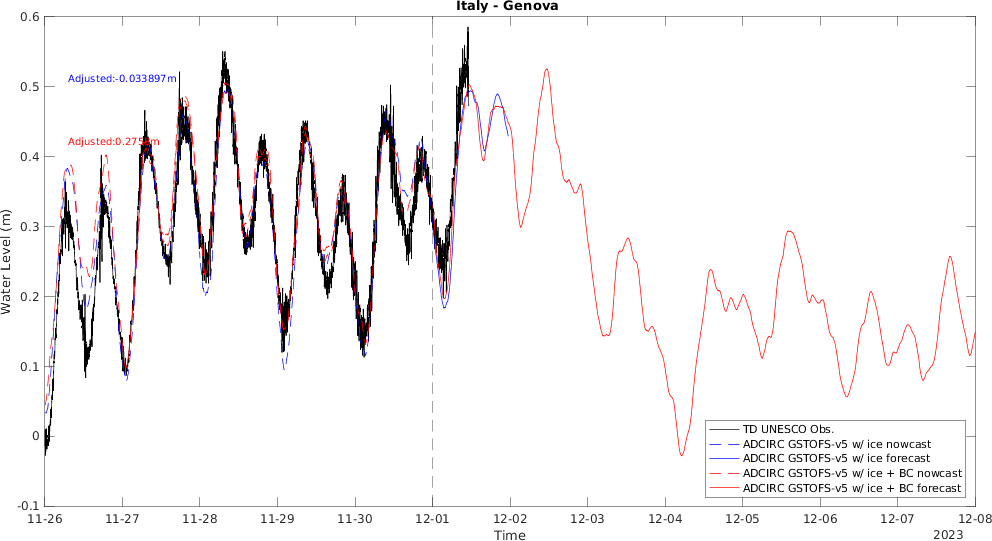 Italy - Genova
Water Level (m)
0.6
0.5
0.4
0.3
0.2
0.1
0
-0.1
Adjusted:-0.033897m
TD UNESCO Obs.
ADCIRC GSTOFS-v5 w/ ice nowcast
ADCIRC GSTOFS-v5 w/ ice forecast
ADCIRC GSTOFS-v5 w/ ice + BC nowcast
ADCIRC GSTOFS-v5 w/ ice + BC forecast
11-26 11-27 11-28 11-29 11-30 12-01 12-02 12-03 12-04 12-05 12-06 12-07 12-08
Time
2023